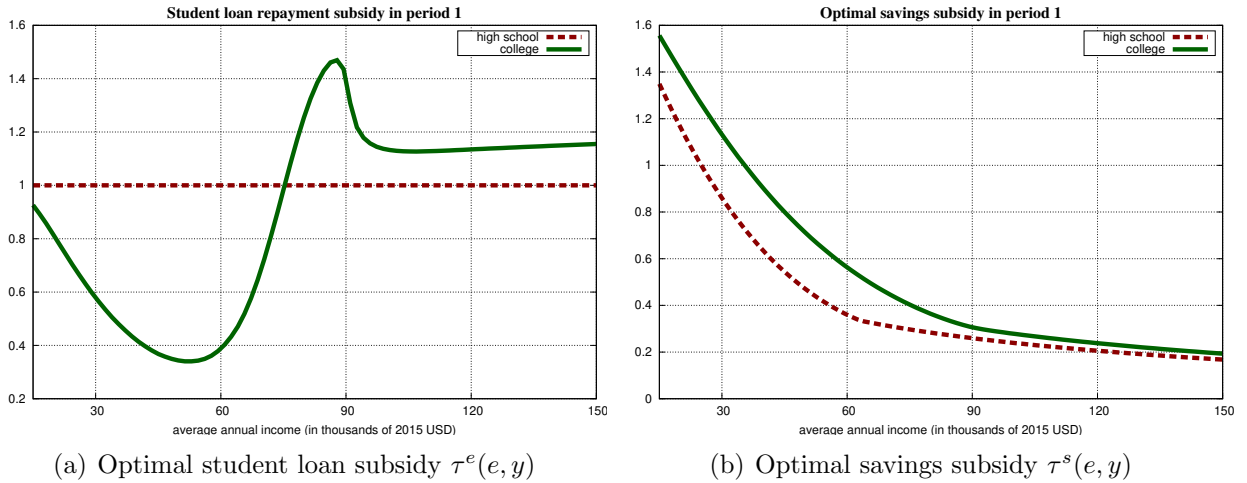 Student loan repayment subsidy in period 1
1.6
1.4
1.2
1
0.8
0.6
0.4
0.2
high school
college
30
60
90
120
150
average annual income (in thousands of 2015 USD)
(a) Optimal student loan subsidy τᵉ(e, y)
Optimal savings subsidy in period 1
1.6
1.4
1.2
1
0.8
0.6
0.4
0.2
0
high school
college
30
60
90
120
150
average annual income (in thousands of 2015 USD)
(b) Optimal savings subsidy τˢ(e, y)